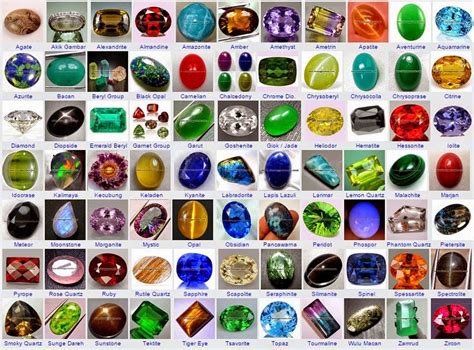 Agate Akik Gambar Alexandrite Almandine Amazonite Amber Amethyst Ametrin Apatite Aventurine Aquamarine
Azurite Bacan Beryl Group Black Opal Carnelian Chalcedony Chrome Dio. Chrysoberyl Chrysocolla Chrysoprase Citrine
Diamond Diopside Emerald Beryl Garnet Group Garut Goshenite Giok / Jade Heliodor Hematite Hessonite Iolite
Idocrase Kalimaya Kecubung Keladen Kyanite Labradorite Lapis Lazuli Larimar Lemon Quartz Malachite Marjan
Meteor Moonstone Morganite Mystic Opal Obsidian Pancawarna Peridot Phospor Phantom Quartz Pietersite
Pyrope Rose Quartz Ruby Rutile Quartz Sapphire Scapolite Seraphinite Silimanite Spinel Spessartite Spectrolite
Smoky Quartz Sunge Dareh Sunstone Tektite Tiger Eye Tsavorite Topaz Tourmaline Wulu Macan Zamrud Zircon